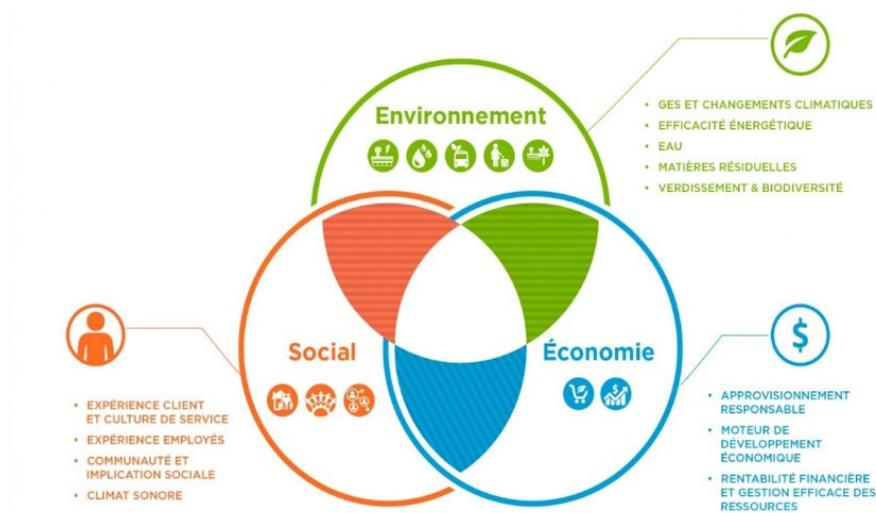 Environnement
• GES ET CHANGEMENTS CLIMATIQUES
• EFFICACITÉ ÉNERGÉTIQUE
• EAU
• MATIÈRES RÉSIDUELLES
• VERDISSEMENT & BIODIVERSITÉ
Social
• EXPÉRIENCE CLIENT
ET CULTURE DE SERVICE
• EXPÉRIENCE EMPLOYÉS
• COMMUNAUTÉ ET
IMPLICATION SOCIALE
• CLIMAT SONORE
Économie
$
• APPROVISIONNEMENT
RESPONSABLE
• MOTEUR DE
DÉVELOPPEMENT
ÉCONOMIQUE
• RENTABILITÉ FINANCIÈRE
ET GESTION EFFICACE DES
RESSOURCES